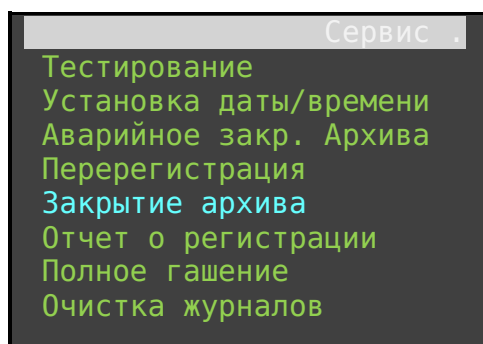 Сервис .
Тестирование
Установка даты/времени
Аварийное закр. Архива
Перерегистрация
Закрытие архива
Отчет о регистрации
Полное гашение
Очистка журналов